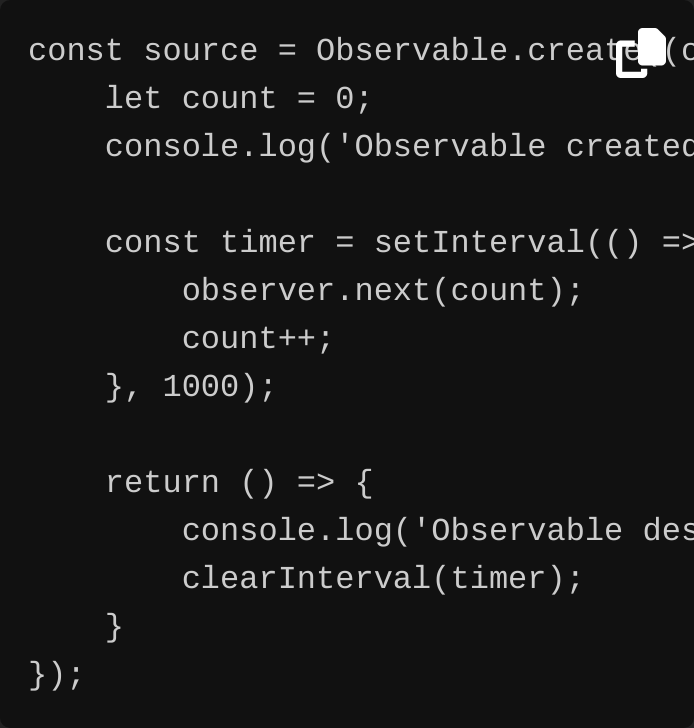 const source = Observable.create(o
    let count = 0;
    console.log('Observable created
    const timer = setInterval(() =>
        observer.next(count);
        count++;
    }, 1000);
    return () => {
        console.log('Observable des
        clearInterval(timer);
    }
});